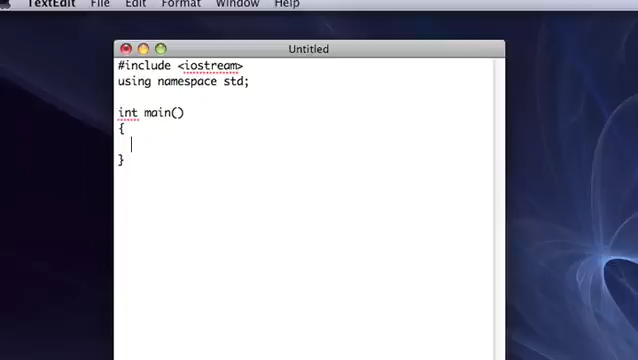 TextEdit File Edit Format Window Help
Untitled
#include <iostream>
using namespace std;
int main()
{
}